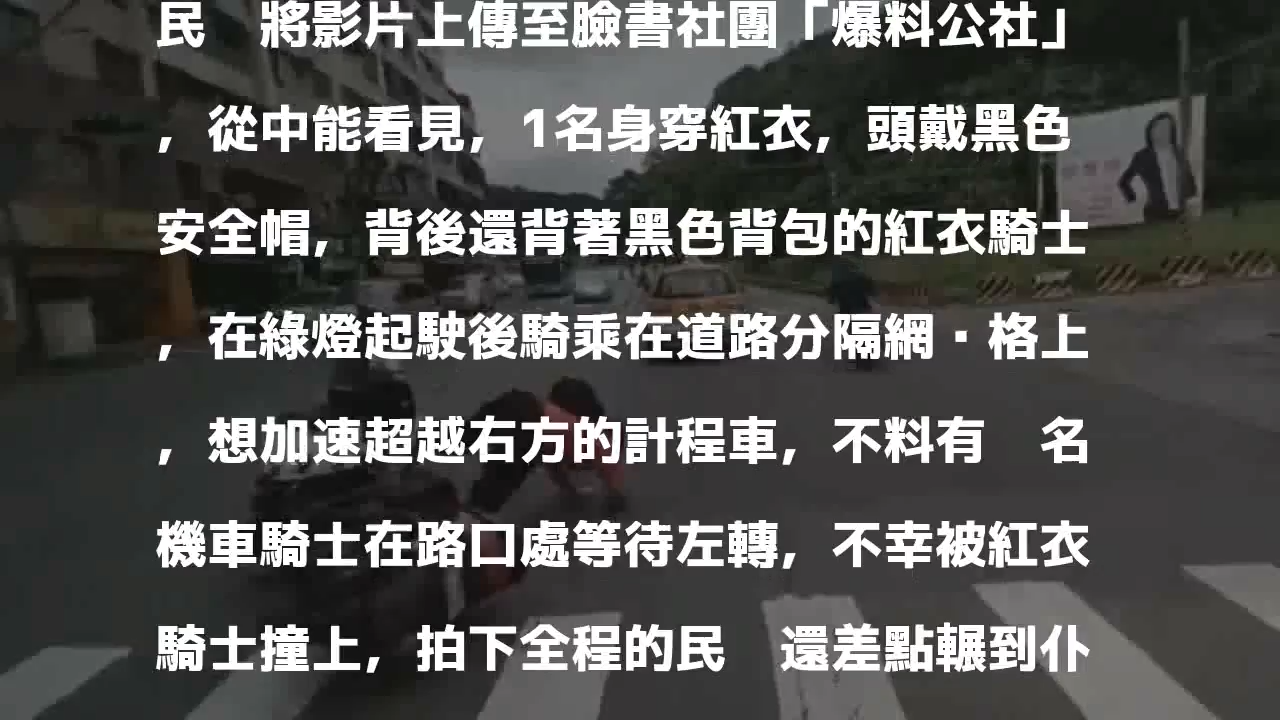 民　將影片上傳至臉書社團「爆料公社」
，從中能看見，1名身穿紅衣，頭戴黑色
安全帽，背後還背著黑色背包的紅衣騎士
，在綠燈起駛後騎乘在道路分隔網·格上
，想加速超越右方的計程車，不料有　名
機車騎士在路口處等待左轉，不幸被紅衣
騎士撞上，拍下全程的民　還差點輾到仆